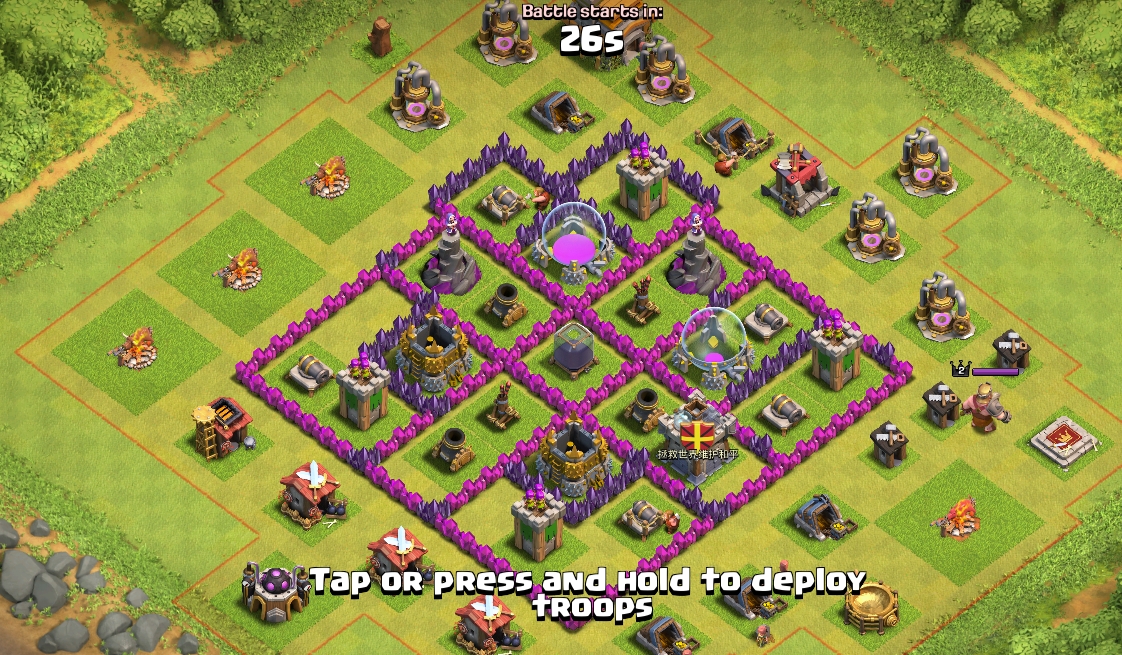 Battle starts in:
26s
2
拯救世界维护和平
Tap or press and hold to deploy
troops